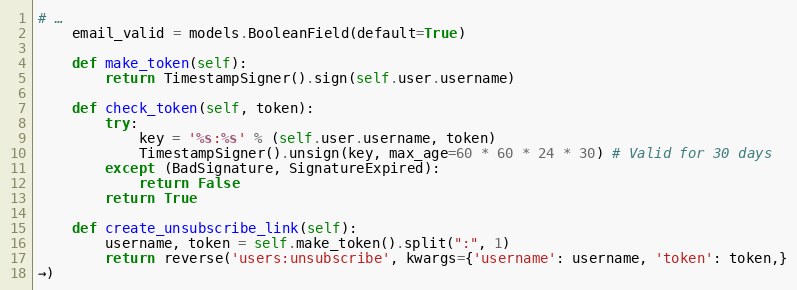 1 # …
2     email_valid = models.BooleanField(default=True)
3
4     def make_token(self):
5         return TimestampSigner().sign(self.user.username)
6
7     def check_token(self, token):
8         try:
9             key = '%s:%s' % (self.user.username, token)
10             TimestampSigner().unsign(key, max_age=60 * 60 * 24 * 30) # Valid for 30 days
11         except (BadSignature, SignatureExpired):
12             return False
13         return True
14
15     def create_unsubscribe_link(self):
16         username, token = self.make_token().split(":", 1)
17         return reverse('users:unsubscribe', kwargs={'username': username, 'token': token,}
18 →)